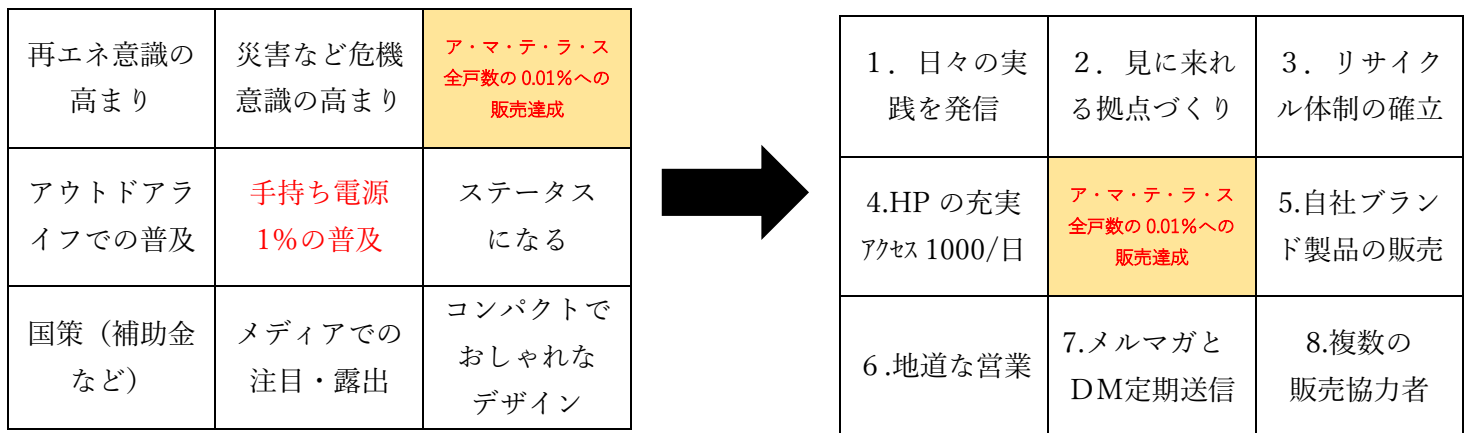 再エネ意識の
高まり
災害など危機
意識の高まり
ア・マ・テ・ラ・ス
全戸数の0.01%への
販売達成
アウトドアラ
イフでの普及
手持ち電源
1%の普及
ステータス
になる
国策（補助金
など）
メディアでの
注目・露出
コンパクトで
おしゃれな
デザイン
１．日々の実
践を発信
２．見に来れ
る拠点づくり
３．リサイク
ル体制の確立
4.HP の充実
ｱｸｾｽ 1000/日
ア・マ・テ・ラ・ス
全戸数の0.01%への
販売達成
5.自社ブラン
ド製品の販売
６.地道な営業
7.メルマガと
ＤＭ定期送信
8.複数の
販売協力者